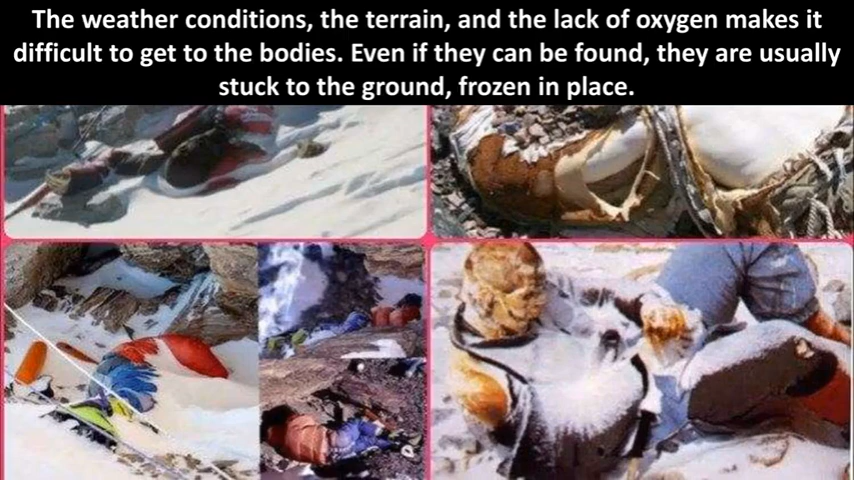 The weather conditions, the terrain, and the lack of oxygen makes it
difficult to get to the bodies. Even if they can be found, they are usually
stuck to the ground, frozen in place.